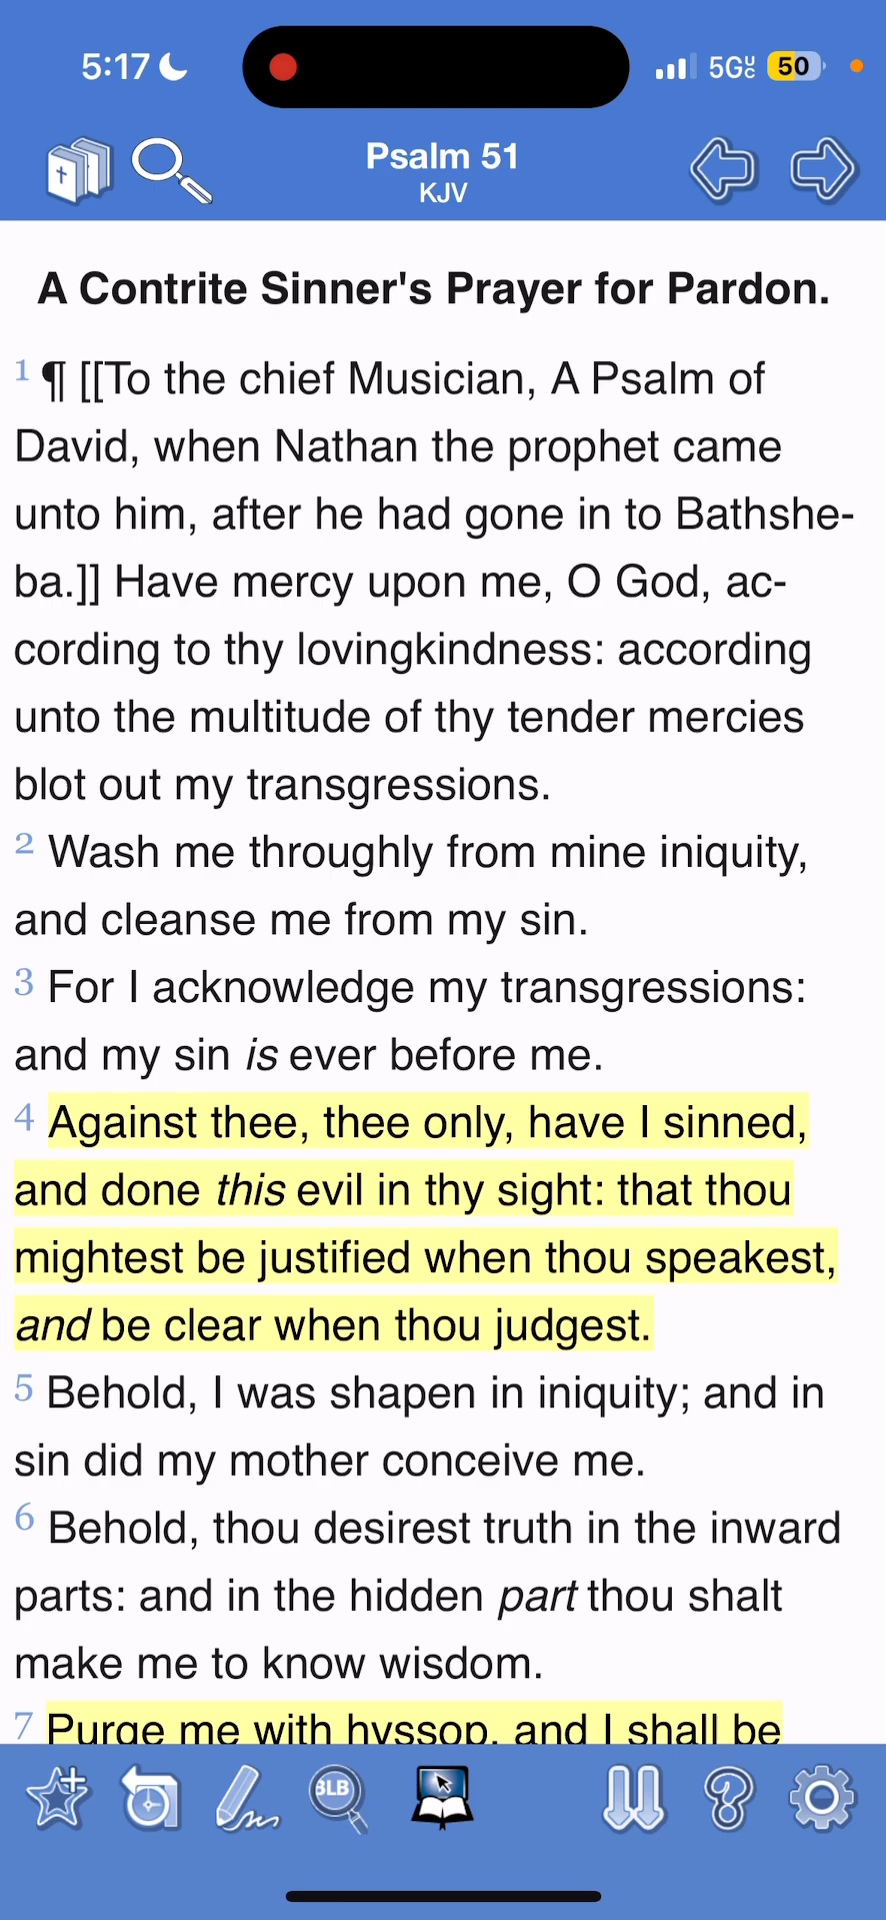 5:17
5G
50
Psalm 51
KJV
A Contrite Sinner's Prayer for Pardon.
1 ¶ [[To the chief Musician, A Psalm of
David, when Nathan the prophet came
unto him, after he had gone in to Bathshe-
ba.]] Have mercy upon me, O God, ac-
cording to thy lovingkindness: according
unto the multitude of thy tender mercies
blot out my transgressions.
2 Wash me throughly from mine iniquity,
and cleanse me from my sin.
3 For I acknowledge my transgressions:
and my sin is ever before me.
4 Against thee, thee only, have I sinned,
and done this evil in thy sight: that thou
mightest be justified when thou speakest,
and be clear when thou judgest.
5 Behold, I was shapen in iniquity; and in
sin did my mother conceive me.
6 Behold, thou desirest truth in the inward
parts: and in the hidden part thou shalt
make me to know wisdom.
7 Purge me with hyssop, and I shall be
BLB